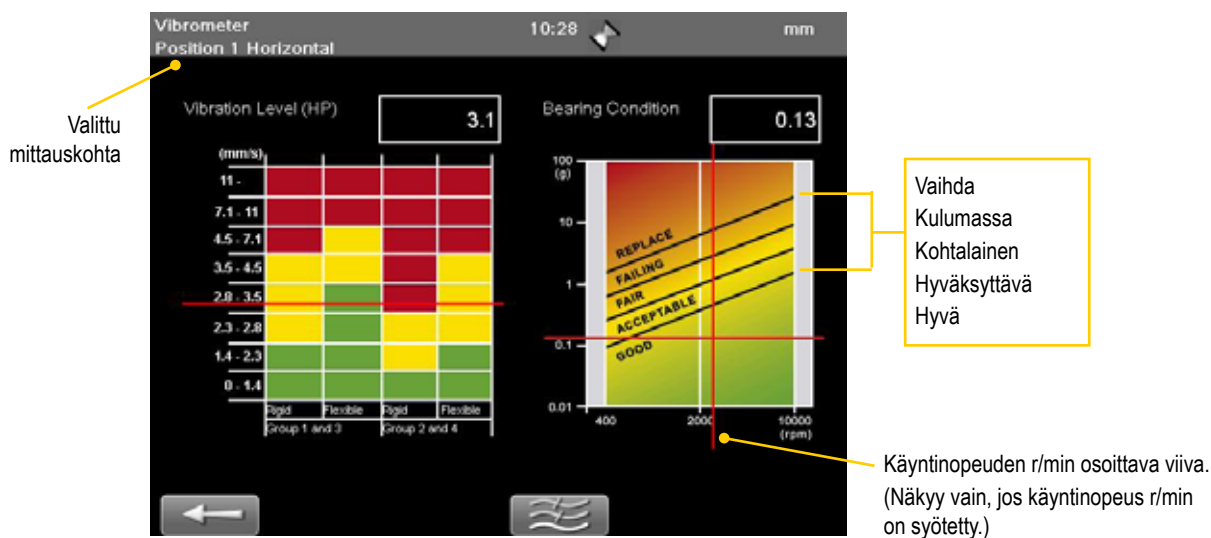 Vibrometer
10:28
mm
Position 1 Horizontal
Valittu
mittauskohta
Vibration Level (HP)
3.1
(mm/s)
11 -
7.1 - 11
4.5 - 7.1
3.5 - 4.5
2.8 - 3.5
2.3 - 2.8
1.4 - 2.3
0 - 1.4
Rigid Flexible Rigid Flexible
Group 1 and 3 Group 2 and 4
Bearing Condition
0.13
100
(g)
10
1
0.1
0.01
REPLACE
FAILING
FAIR
ACCEPTABLE
GOOD
400 2000 10000
(rpm)
Vaihda
Kulumassa
Kohtalainen
Hyväksyttävä
Hyvä
Käyntinopeuden r/min osoittava viiva.
(Näkyy vain, jos käyntinopeus r/min
on syötetty.)